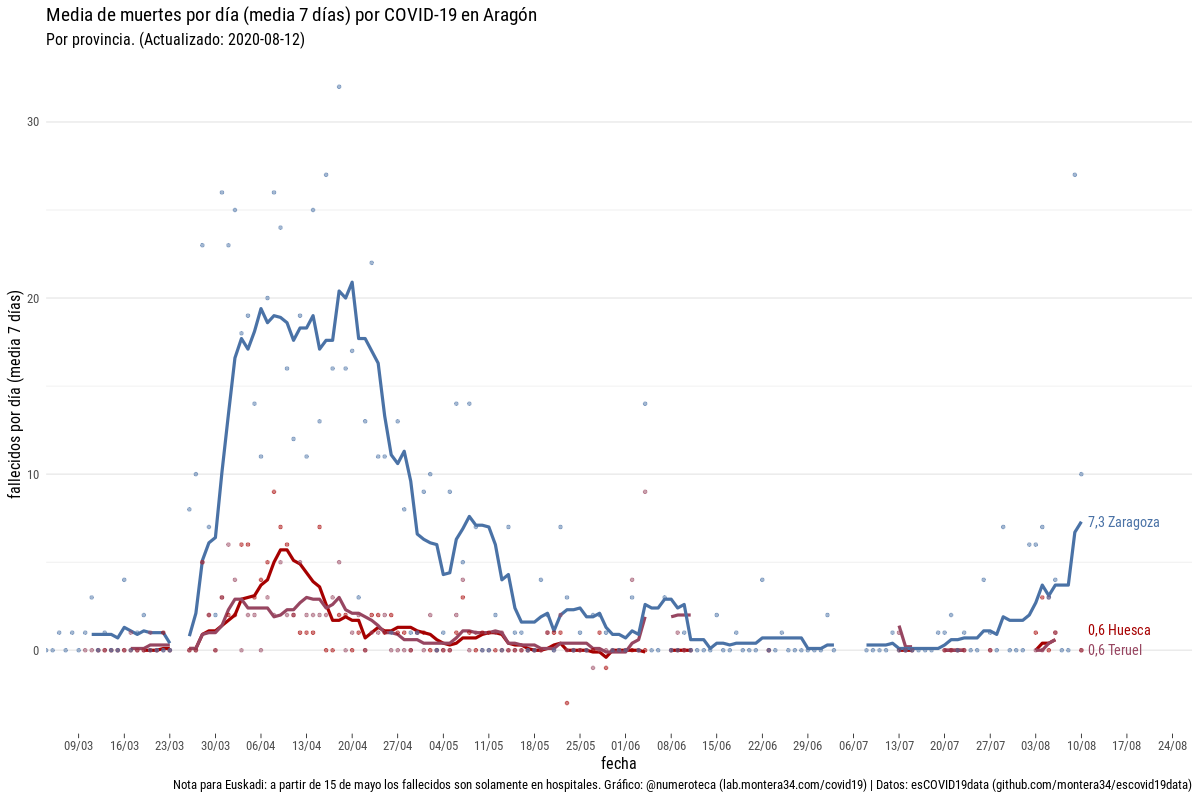 Media de muertes por día (media 7 días) por COVID-19 en Aragón
Por provincia. (Actualizado: 2020-08-12)
fallecidos por día (media 7 días)
30
20
10
0
7,3 Zaragoza
0,6 Huesca
0,6 Teruel
09/03 16/03 23/03 30/03 06/04 13/04 20/04 27/04 04/05 11/05 18/05 25/05 01/06 08/06 15/06 22/06 29/06 06/07 13/07 20/07 27/07 03/08 10/08 17/08 24/08
fecha
Nota para Euskadi: a partir de 15 de mayo los fallecidos son solamente en hospitales. Gráfico: @numeroteca (lab.montera34.com/covid19) | Datos: esCOVID19data (github.com/montera34/escovid19data)